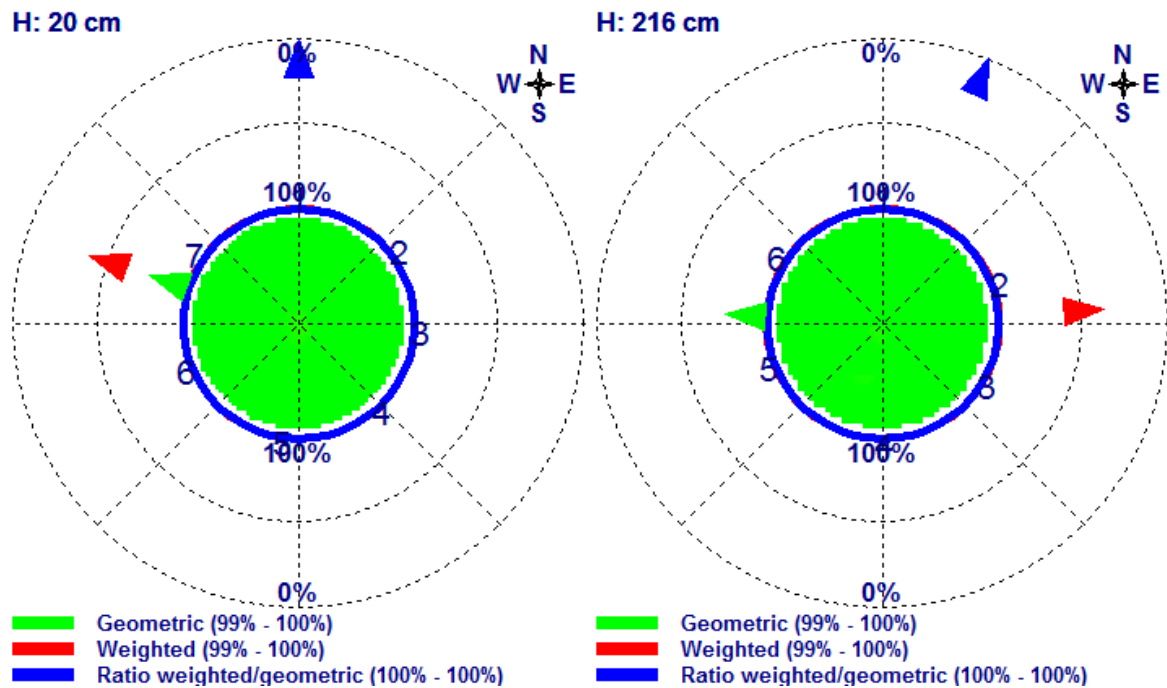 H: 20 cm
0%
N
W E
S
100%
7
2
3
6
4
5
100%
0%
Geometric (99% - 100%)
Weighted (99% - 100%)
Ratio weighted/geometric (100% - 100%)
H: 216 cm
0%
N
W E
S
100%
6
2
5
3
4
100%
0%
Geometric (99% - 100%)
Weighted (99% - 100%)
Ratio weighted/geometric (100% - 100%)